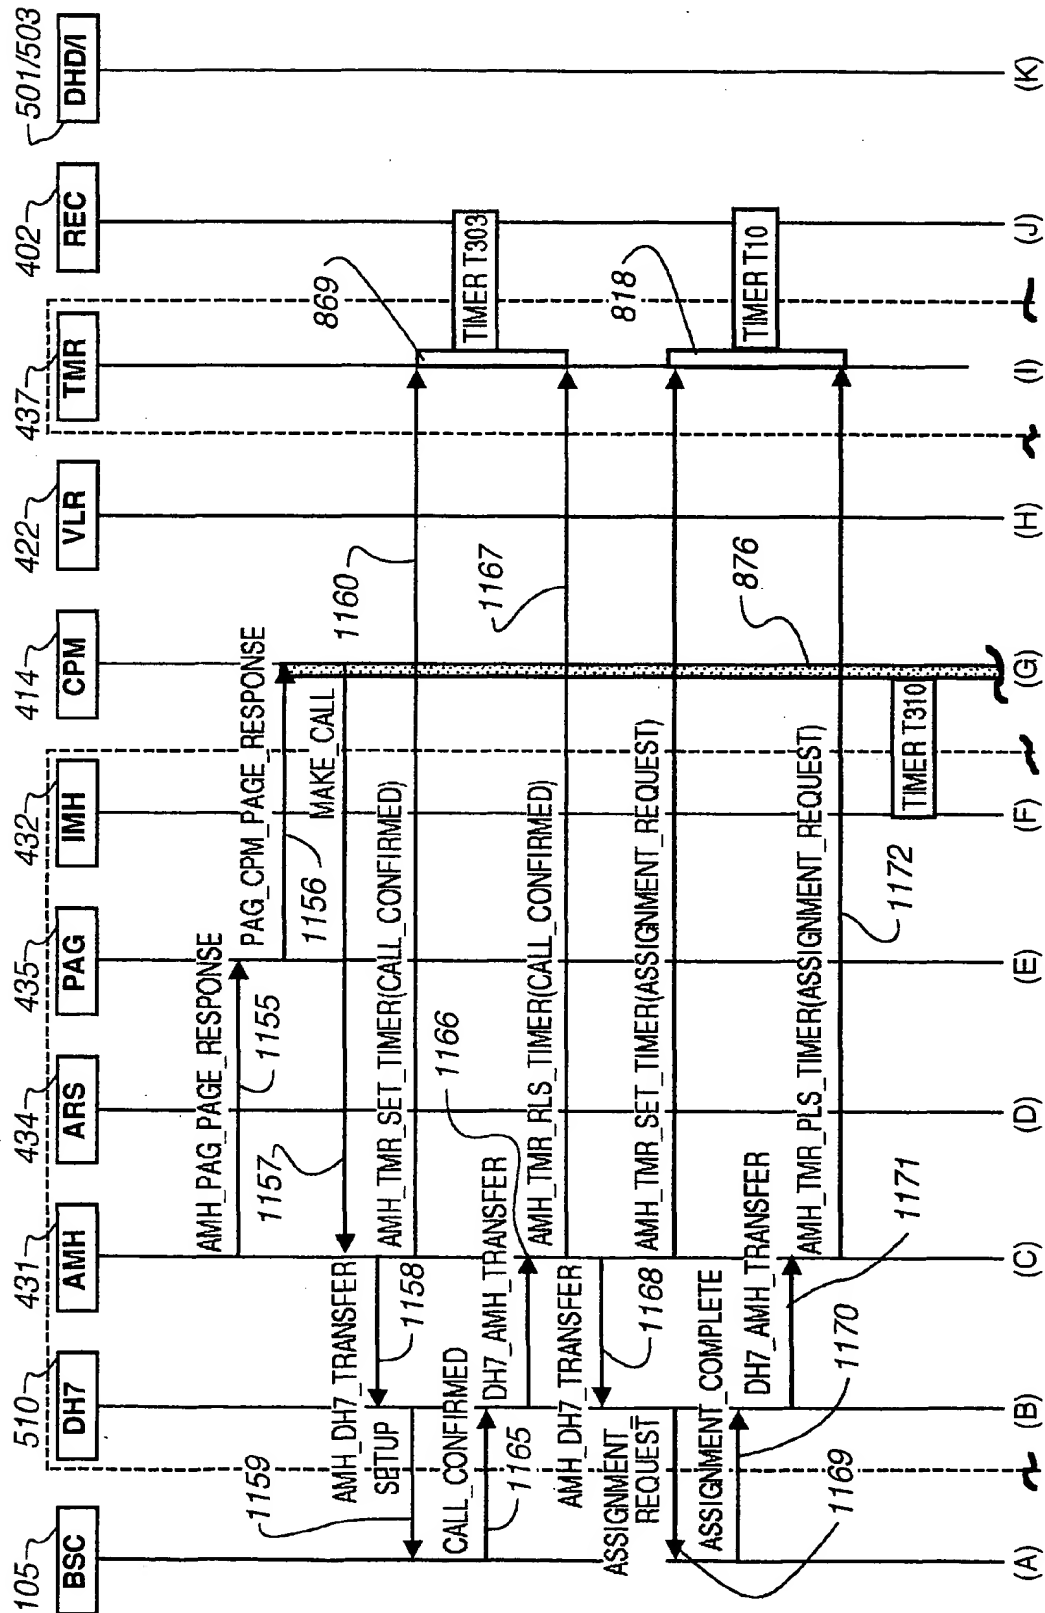 105
BSC
510
DH7
431
AMH
434
ARS
435
PAG
432
IMH
414
CPM
422
VLR
437
TMR
402
REC
501/503
DHD/I
AMH_PAG_PAGE_RESPONSE
1155
PAG_CPM_PAGE_RESPONSE
1156
MAKE_CALL
1157
AMH_DH7_TRANSFER
1158
SETUP
1159
AMH_TMR_SET_TIMER(CALL_CONFIRMED)
1160
869
TIMER T303
CALL_CONFIRMED
1165
DH7_AMH_TRANSFER
1166
AMH_TMR_RLS_TIMER(CALL_CONFIRMED)
1167
AMH_DH7_TRANSFER
1168
ASSIGNMENT_
REQUEST
1169
AMH_TMR_SET_TIMER(ASSIGNMENT_REQUEST)
818
TIMER T10
876
ASSIGNMENT_COMPLETE
1170
DH7_AMH_TRANSFER
1171
AMH_TMR_PLS_TIMER(ASSIGNMENT_REQUEST)
1172
TIMER T310
(A)
(B)
(C)
(D)
(E)
(F)
(G)
(H)
(I)
(J)
(K)